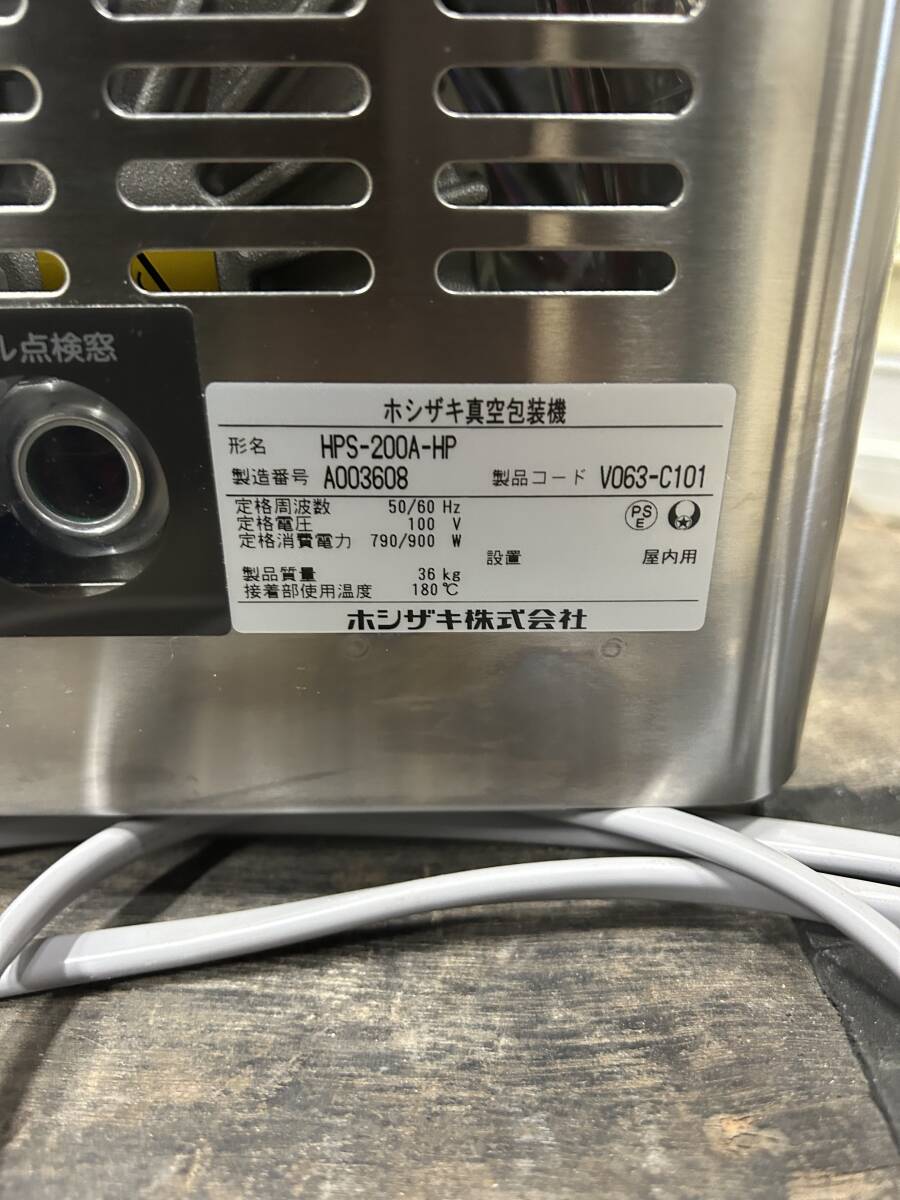 ル点検窓
ホシザキ真空包装機
形名 HPS-200A-HP
製造番号 A003608 製品コード V063-C101
定格周波数 50/60 Hz
定格電圧 100 V
定格消費電力 790/900 W
PS
E
設置 屋内用
製品質量 36 kg
接着部使用温度 180℃
ホシザキ株式会社